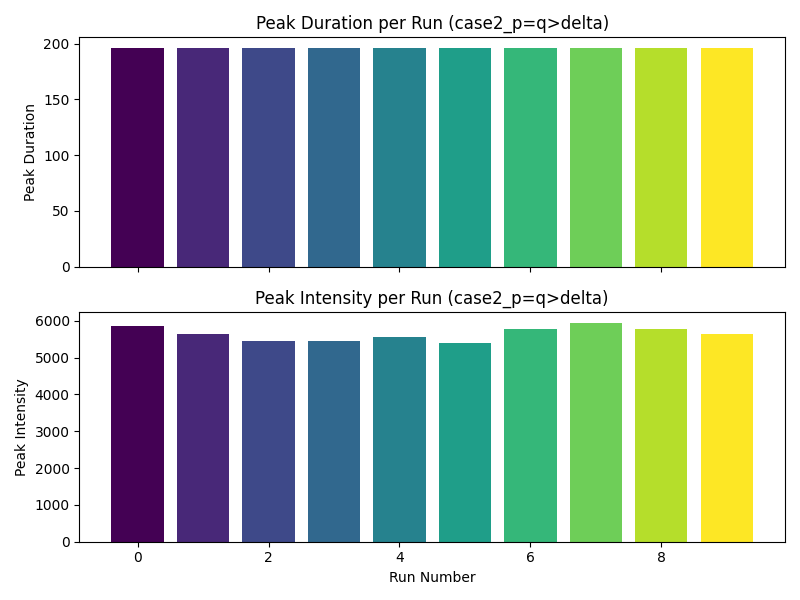 Peak Duration per Run (case2_p=q>delta)
200
150
100
50
0
Peak Duration
Peak Intensity per Run (case2_p=q>delta)
6000
5000
4000
3000
2000
1000
0
Peak Intensity
0 2 4 6 8
Run Number